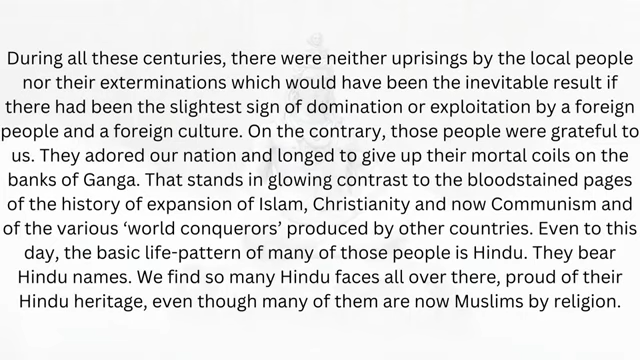 During all these centuries, there were neither uprisings by the local people
nor their exterminations which would have been the inevitable result if
there had been the slightest sign of domination or exploitation by a foreign
people and a foreign culture. On the contrary, those people were grateful to
us. They adored our nation and longed to give up their mortal coils on the
banks of Ganga. That stands in glowing contrast to the bloodstained pages
of the history of expansion of Islam, Christianity and now Communism and
of the various ‘world conquerors’ produced by other countries. Even to this
day, the basic life-pattern of many of those people is Hindu. They bear
Hindu names. We find so many Hindu faces all over there, proud of their
Hindu heritage, even though many of them are now Muslims by religion.